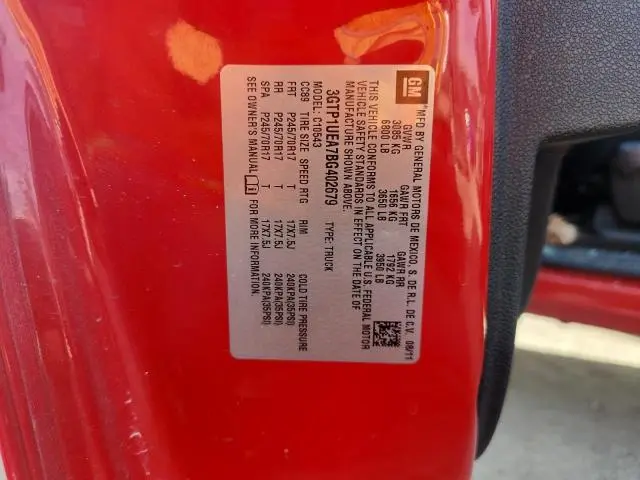 GM
*MFD BY GENERAL MOTORS DE MEXICO, S. DE R.L. DE C.V. 08/11
GVWR GAWR FRT GAWR RR
3085 KG 1656 KG 1792 KG
6800 LB 3650 LB 3950 LB
THIS VEHICLE CONFORMS TO ALL APPLICABLE U.S. FEDERAL MOTOR
VEHICLE SAFETY STANDARDS IN EFFECT ON THE DATE OF
MANUFACTURE SHOWN ABOVE.
3GTP1UEA7BG402679 TYPE: TRUCK
MODEL: C10543
CC89 TIRE SIZE SPEED RTG RIM COLD TIRE PRESSURE
FRT P245/70R17 T 17X7.5J 240KPA(35PSI)
RR P245/70R17 T 17X7.5J 240KPA(35PSI)
SPA P245/70R17 T 17X7.5J 240KPA(35PSI)
SEE OWNER'S MANUAL FOR MORE INFORMATION.